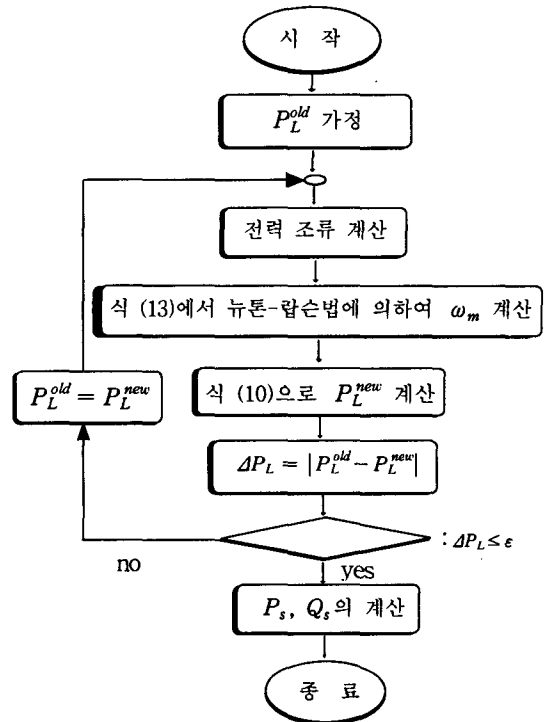 시 작
P_L^{old} 가정
전력 조류 계산
식 (13)에서 뉴톤-랍슨법에 의하여 ω_m 계산
식 (10)으로 P_L^{new} 계산
P_L^{old} = P_L^{new}
ΔP_L = |P_L^{old} - P_L^{new}|
: ΔP_L ≤ ε
no
yes
P_s, Q_s의 계산
종 료